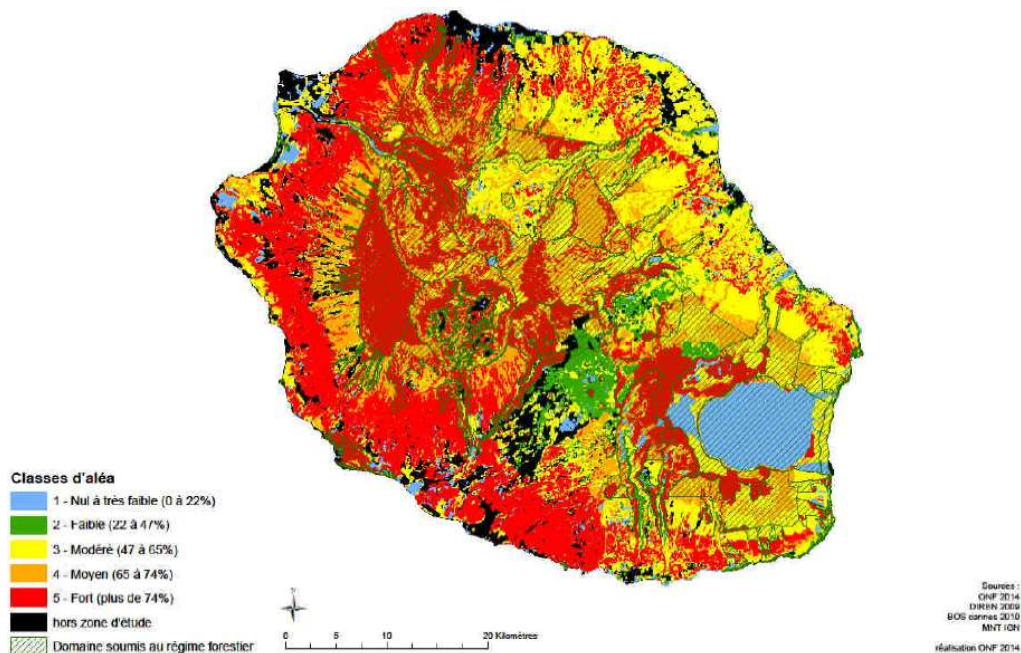 Classes d'aléa
1 - Nul à très faible (0 à 22%)
2 - Faible (22 à 47%)
3 - Modéré (47 à 65%)
4 - Moyen (65 à 74%)
5 - Fort (plus de 74%)
hors zone d'étude
Domaine soumis au régime forestier
0 5 10 20 Kilomètres
Sources :
ONF 2014
DIREN 2009
BOS cannes 2010
MNT IGN
réalisation ONF 2014